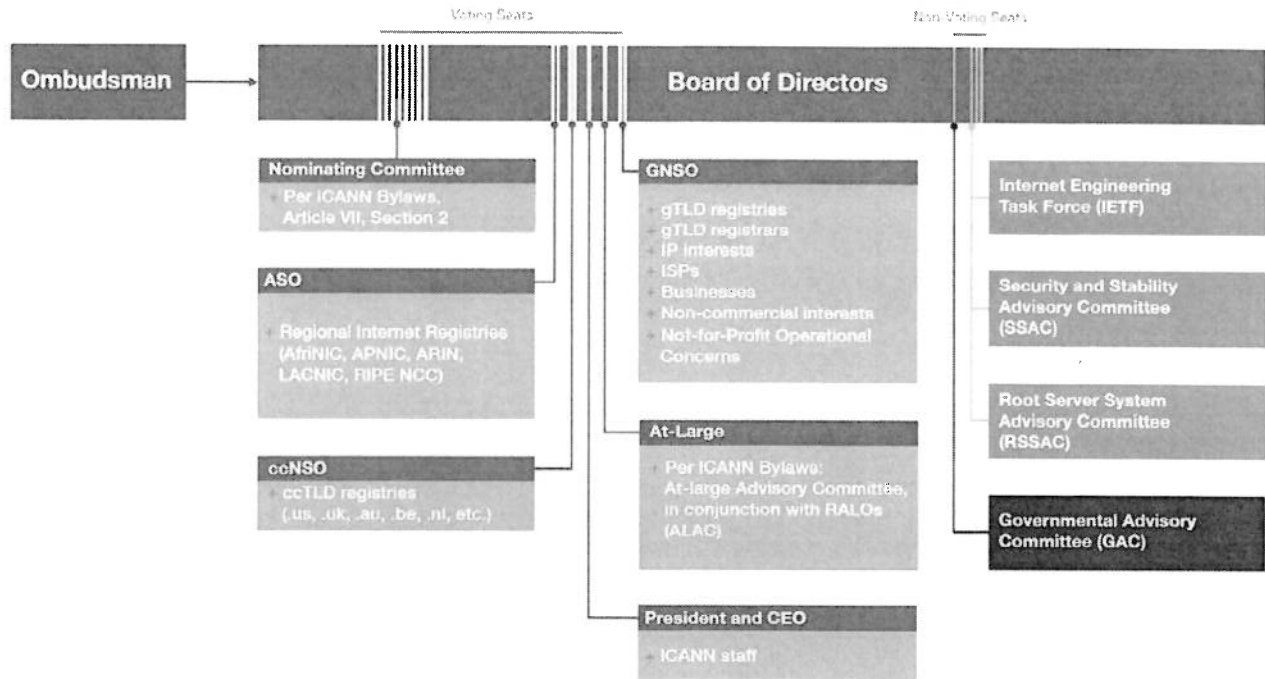 Voting Seats
Non-Voting Seats
Ombudsman
Board of Directors
Nominating Committee
+ Per ICANN Bylaws,
Article VII, Section 2
ASO
+ Regional Internet Registries
(AfriNIC, APNIC, ARIN,
LACNIC, RIPE NCC)
ccNSO
+ ccTLD registries
(.us, .uk, .au, .be, .nl, etc.)
GNSO
+ gTLD registries
+ gTLD registrars
+ IP interests
+ ISPs
+ Businesses
+ Non-commercial interests
+ Not-for-Profit Operational
Concerns
At-Large
+ Per ICANN Bylaws:
At-large Advisory Committee,
in conjunction with RALOs
(ALAC)
President and CEO
+ ICANN staff
Internet Engineering
Task Force (IETF)
Security and Stability
Advisory Committee
(SSAC)
Root Server System
Advisory Committee
(RSSAC)
Governmental Advisory
Committee (GAC)